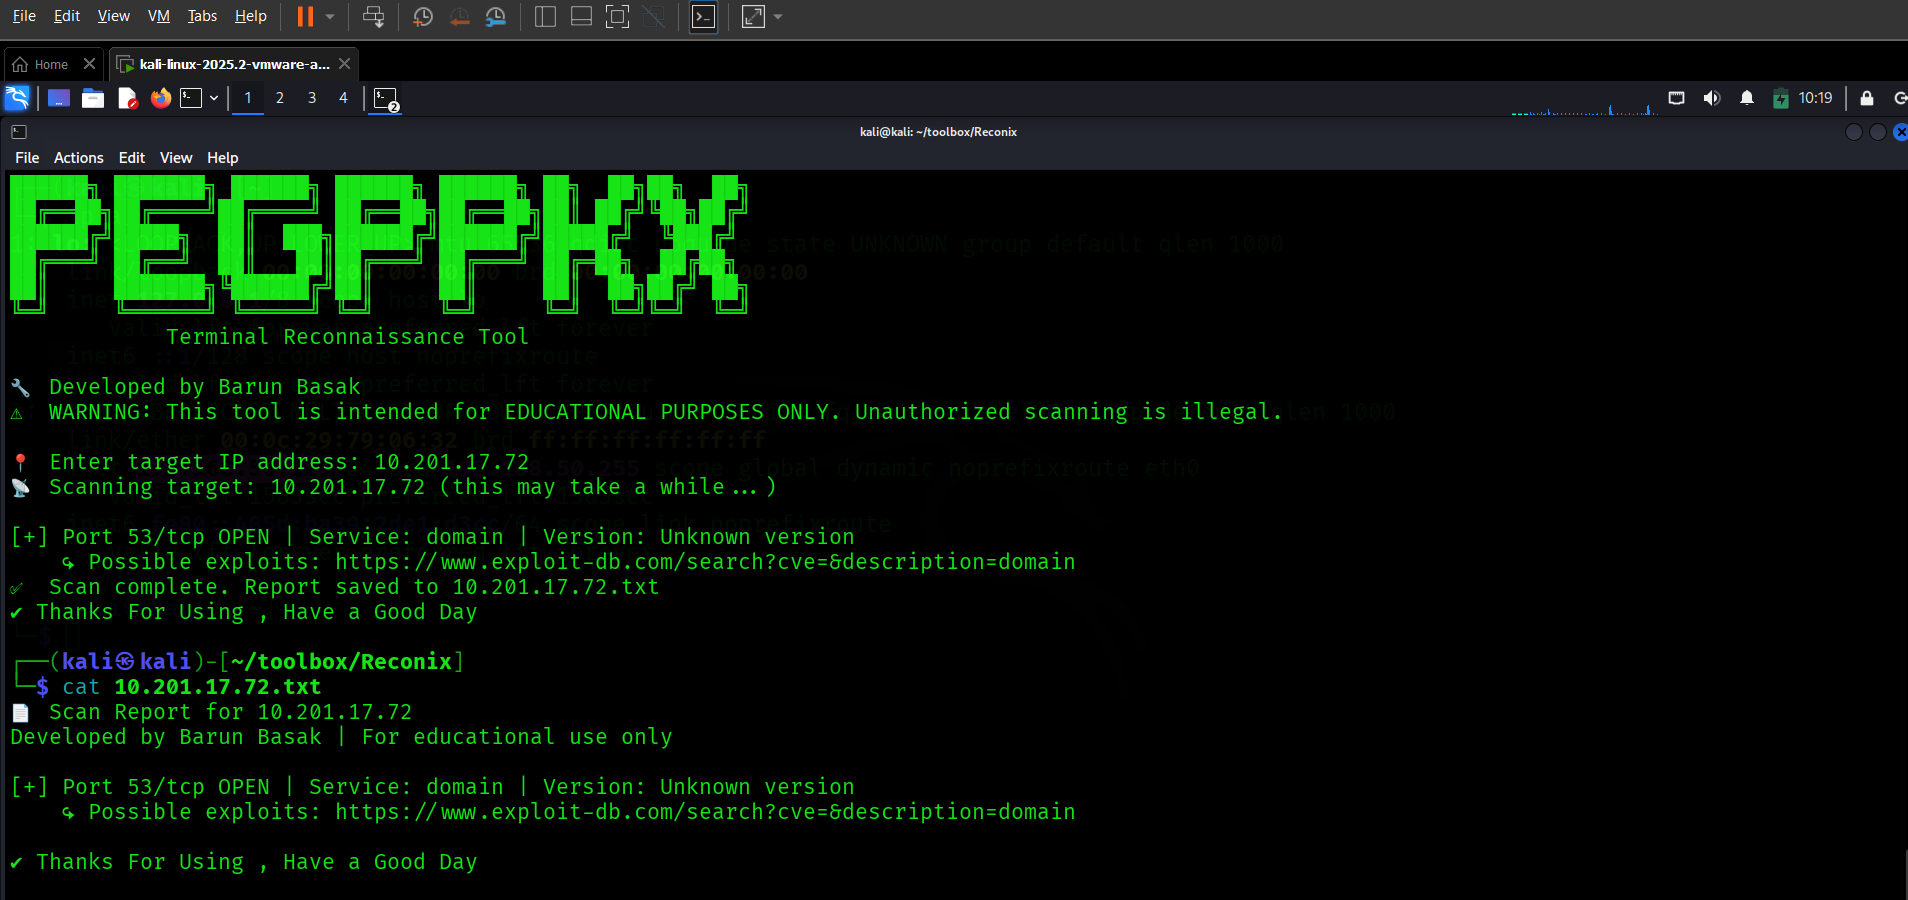 File Edit View VM Tabs Help
Home kali-linux-2025.2-vmware-a...
1 2 3 4 2 10:19
kali@kali: ~/toolbox/Reconix
File Actions Edit View Help
PEGPPKX
Terminal Reconnaissance Tool
Developed by Barun Basak
WARNING: This tool is intended for EDUCATIONAL PURPOSES ONLY. Unauthorized scanning is illegal.
Enter target IP address: 10.201.17.72
Scanning target: 10.201.17.72 (this may take a while...)
[+] Port 53/tcp OPEN | Service: domain | Version: Unknown version
↪ Possible exploits: https://www.exploit-db.com/search?cve=&description=domain
✅ Scan complete. Report saved to 10.201.17.72.txt
✔ Thanks For Using , Have a Good Day
┌──(kali㉿kali)-[~/toolbox/Reconix]
└─$ cat 10.201.17.72.txt
Scan Report for 10.201.17.72
Developed by Barun Basak | For educational use only
[+] Port 53/tcp OPEN | Service: domain | Version: Unknown version
↪ Possible exploits: https://www.exploit-db.com/search?cve=&description=domain
✔ Thanks For Using , Have a Good Day